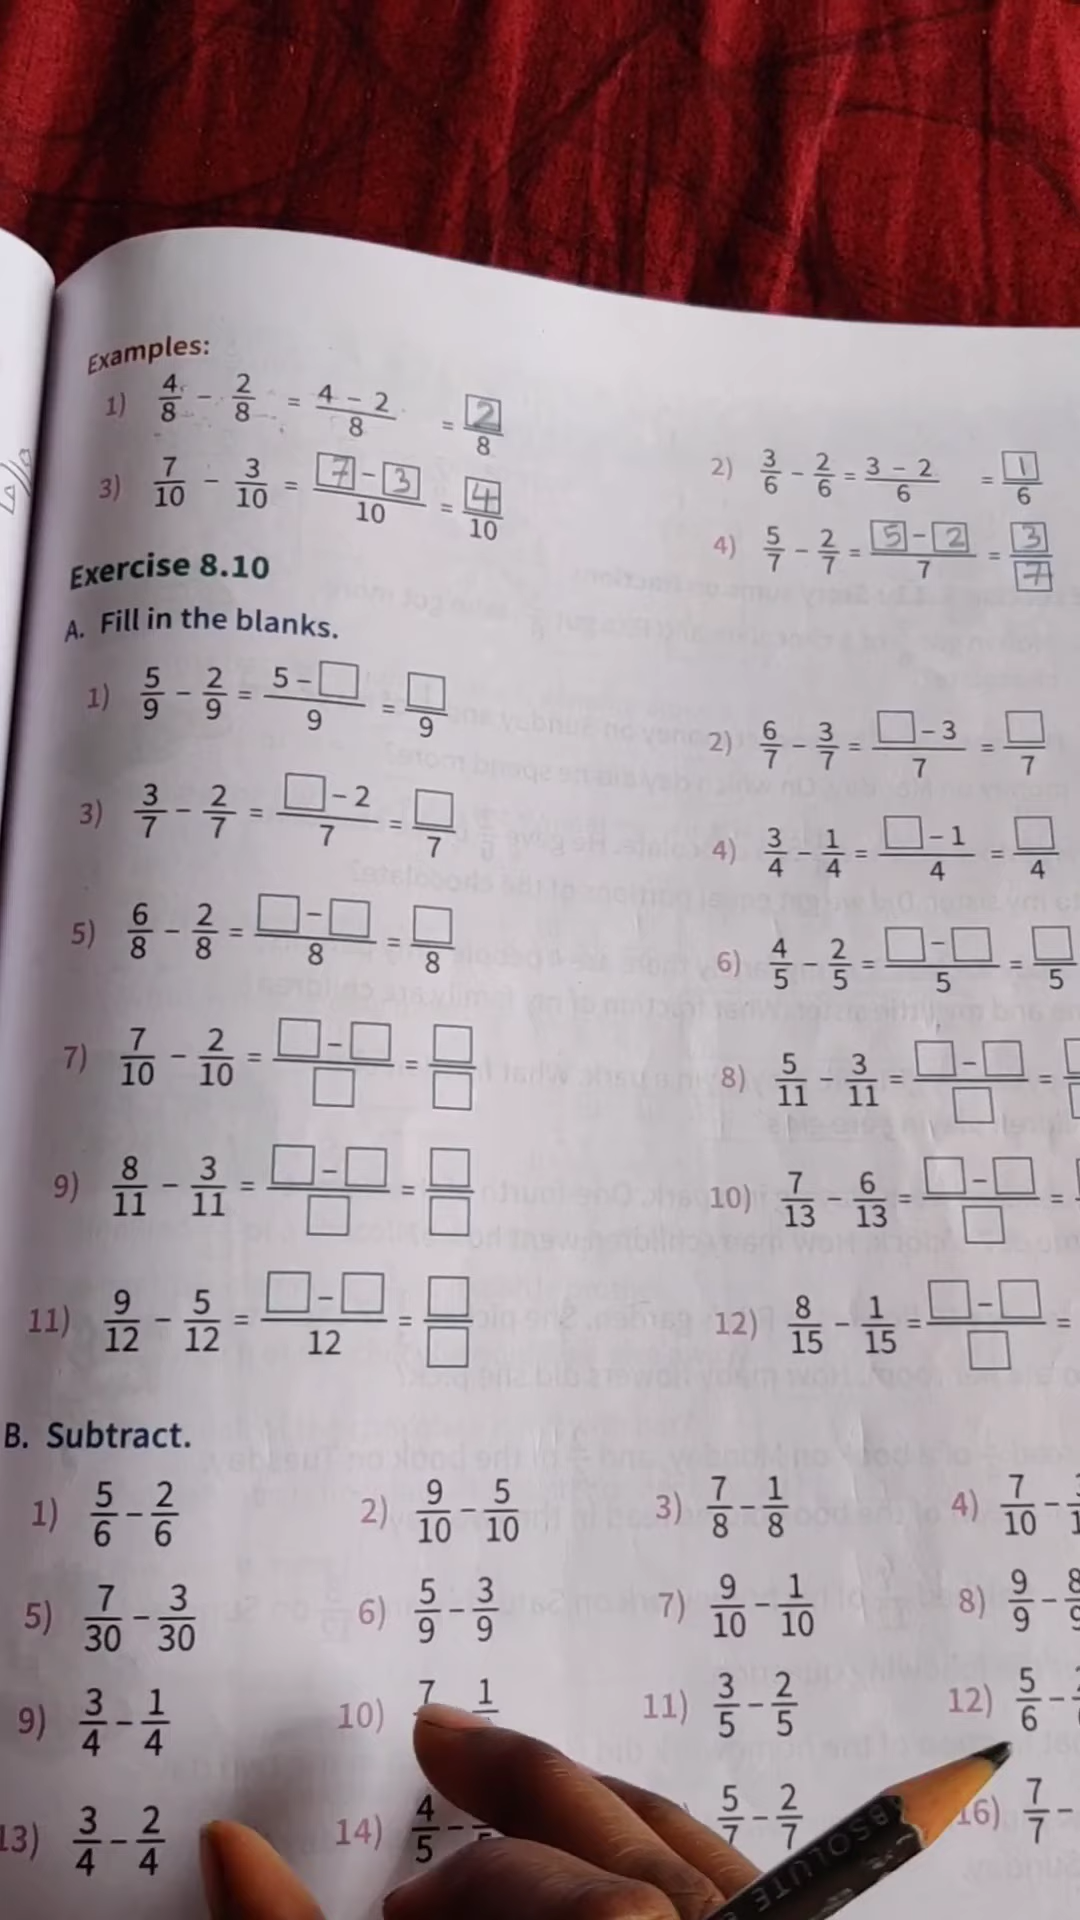 Examples:
1) 4/8 - 2/8 = (4 - 2)/8 = 2/8
2) 3/6 - 2/6 = (3 - 2)/6 = 1/6
3) 7/10 - 3/10 = (7 - 3)/10 = 4/10
4) 5/7 - 2/7 = (5 - 2)/7 = 3/7
Exercise 8.10
A. Fill in the blanks.
1) 5/9 - 2/9 = (5 - □)/9 = □/9
2) 6/7 - 3/7 = (□ - 3)/7 = □/7
3) 3/7 - 2/7 = (□ - 2)/7 = □/7
4) 3/4 - 1/4 = (□ - 1)/4 = □/4
5) 6/8 - 2/8 = (□ - □)/8 = □/8
6) 4/5 - 2/5 = (□ - □)/5 = □/5
7) 7/10 - 2/10 = (□ - □)/□ = □/□
8) 5/11 - 3/11 = (□ - □)/□ = □/□
9) 8/11 - 3/11 = (□ - □)/□ = □/□
10) 7/13 - 6/13 = (□ - □)/□ =
11) 9/12 - 5/12 = (□ - □)/12 = □/□
12) 8/15 - 1/15 = (□ - □)/□ =
B. Subtract.
1) 5/6 - 2/6 2) 9/10 - 5/10 3) 7/8 - 1/8 4) 7/10 -
5) 7/30 - 3/30 6) 5/9 - 3/9 7) 9/10 - 1/10 8) 9/9 - 8/9
9) 3/4 - 1/4 10) 7 1 11) 3/5 - 2/5 12) 5/6 -
13) 3/4 - 2/4 14) 4/5 - 5/7 - 2/7 16) 7/7 -
ABSOLUTE